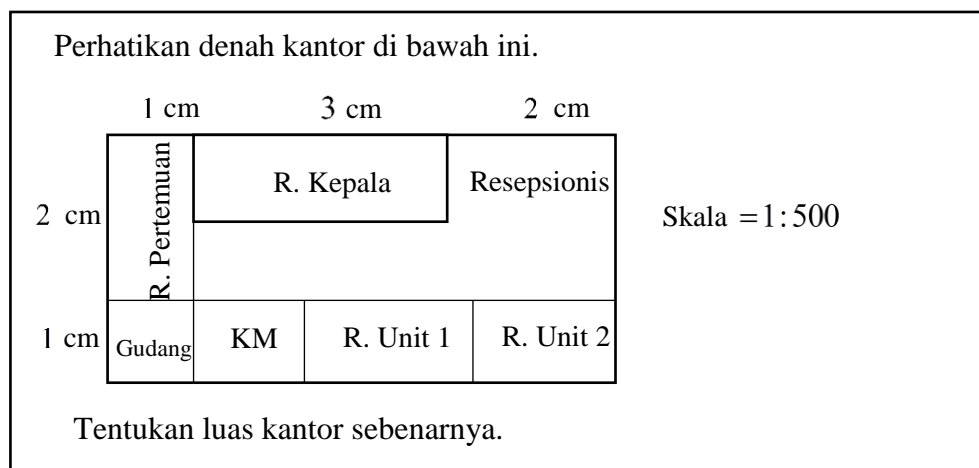 Perhatikan denah kantor di bawah ini.
1 cm 3 cm 2 cm
R. Pertemuan
R. Kepala
Resepsionis
2 cm
Skala = 1 : 500
1 cm
Gudang
KM
R. Unit 1
R. Unit 2
Tentukan luas kantor sebenarnya.